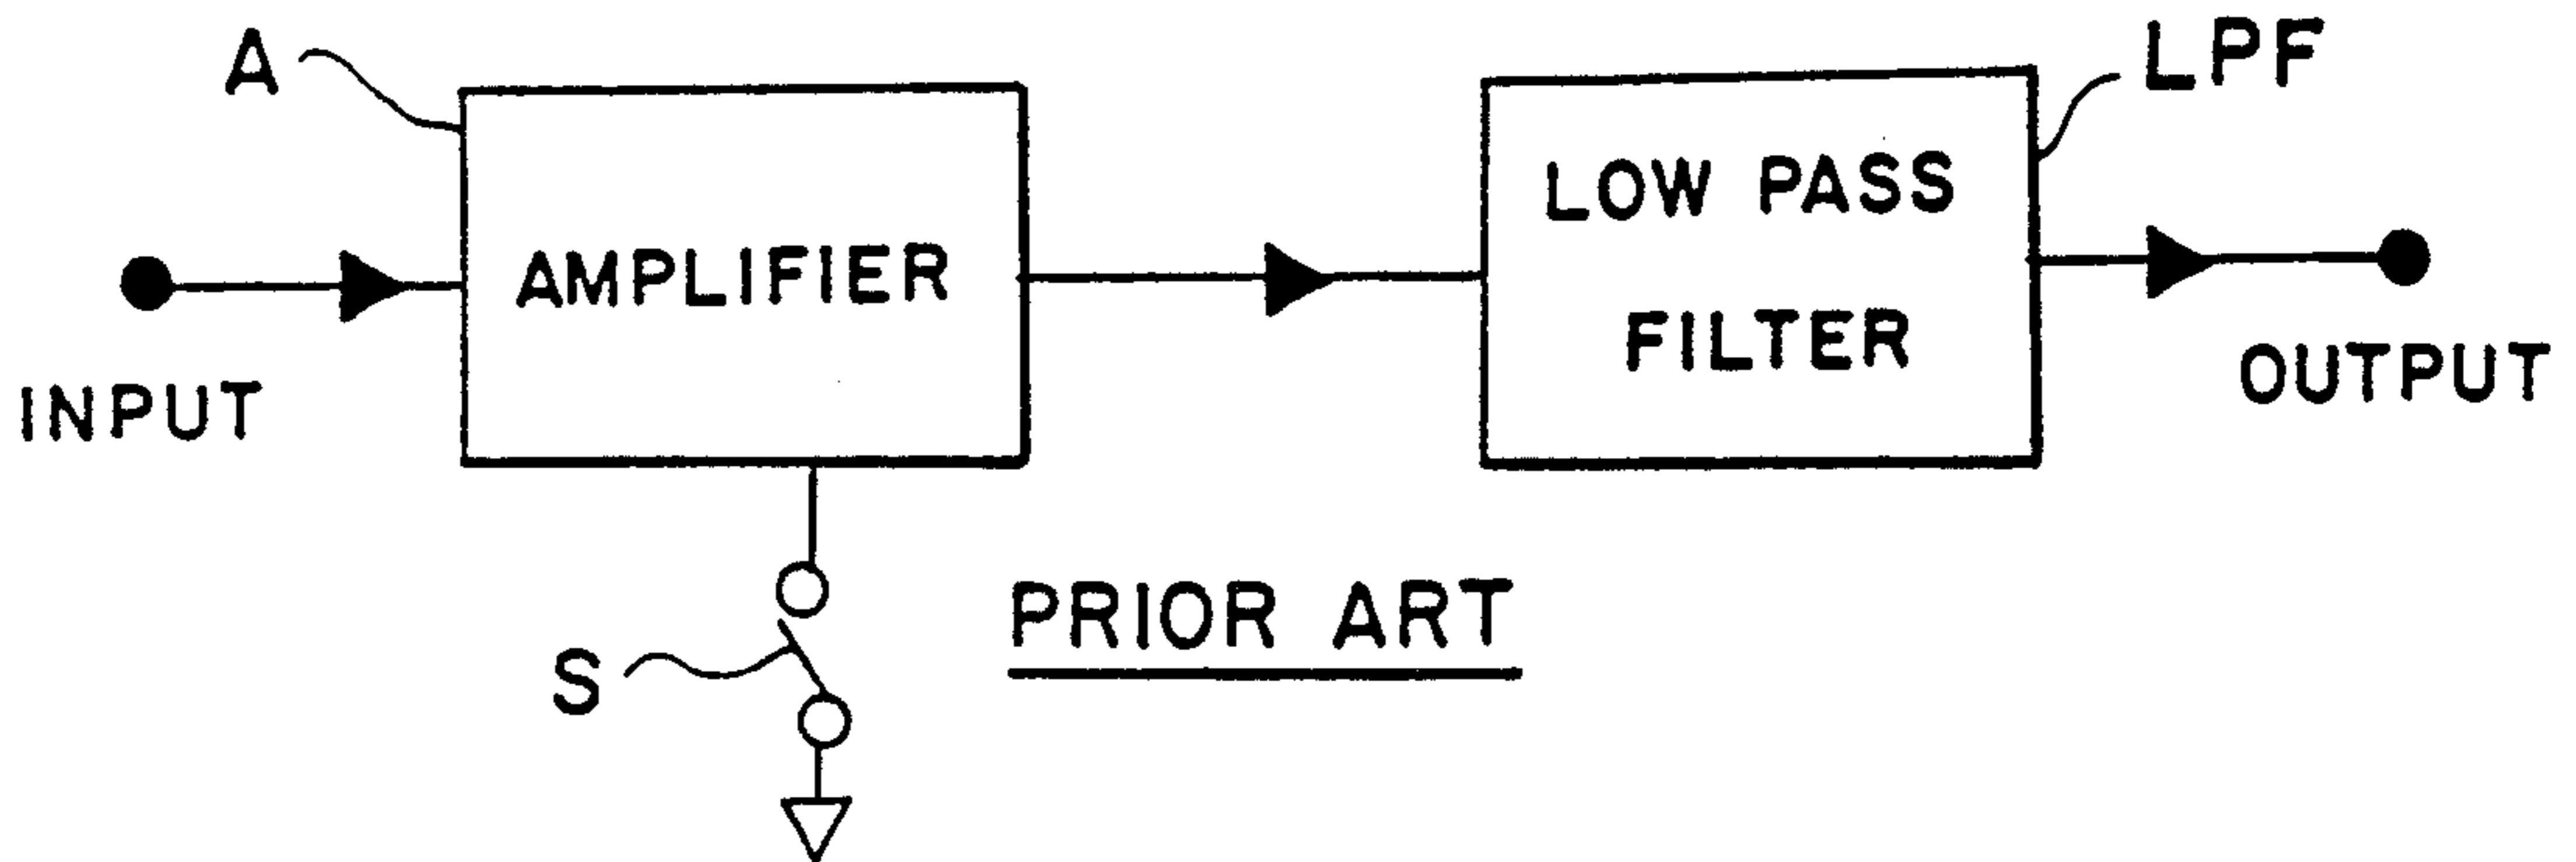 A
LPF
AMPLIFIER
LOW PASS
FILTER
INPUT
OUTPUT
S
PRIOR ART